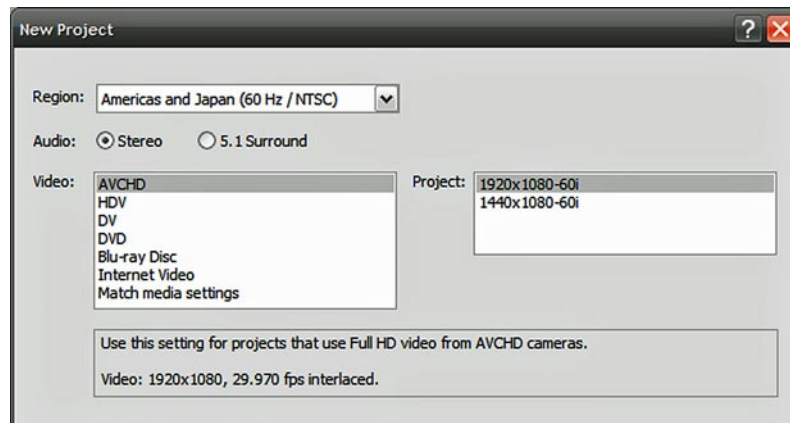 New Project
?
Region: Americas and Japan (60 Hz / NTSC)
Audio: Stereo 5.1 Surround
Video: AVCHD
HDV
DV
DVD
Blu-ray Disc
Internet Video
Match media settings
Project: 1920x1080-60i
1440x1080-60i
Use this setting for projects that use Full HD video from AVCHD cameras.
Video: 1920x1080, 29.970 fps interlaced.